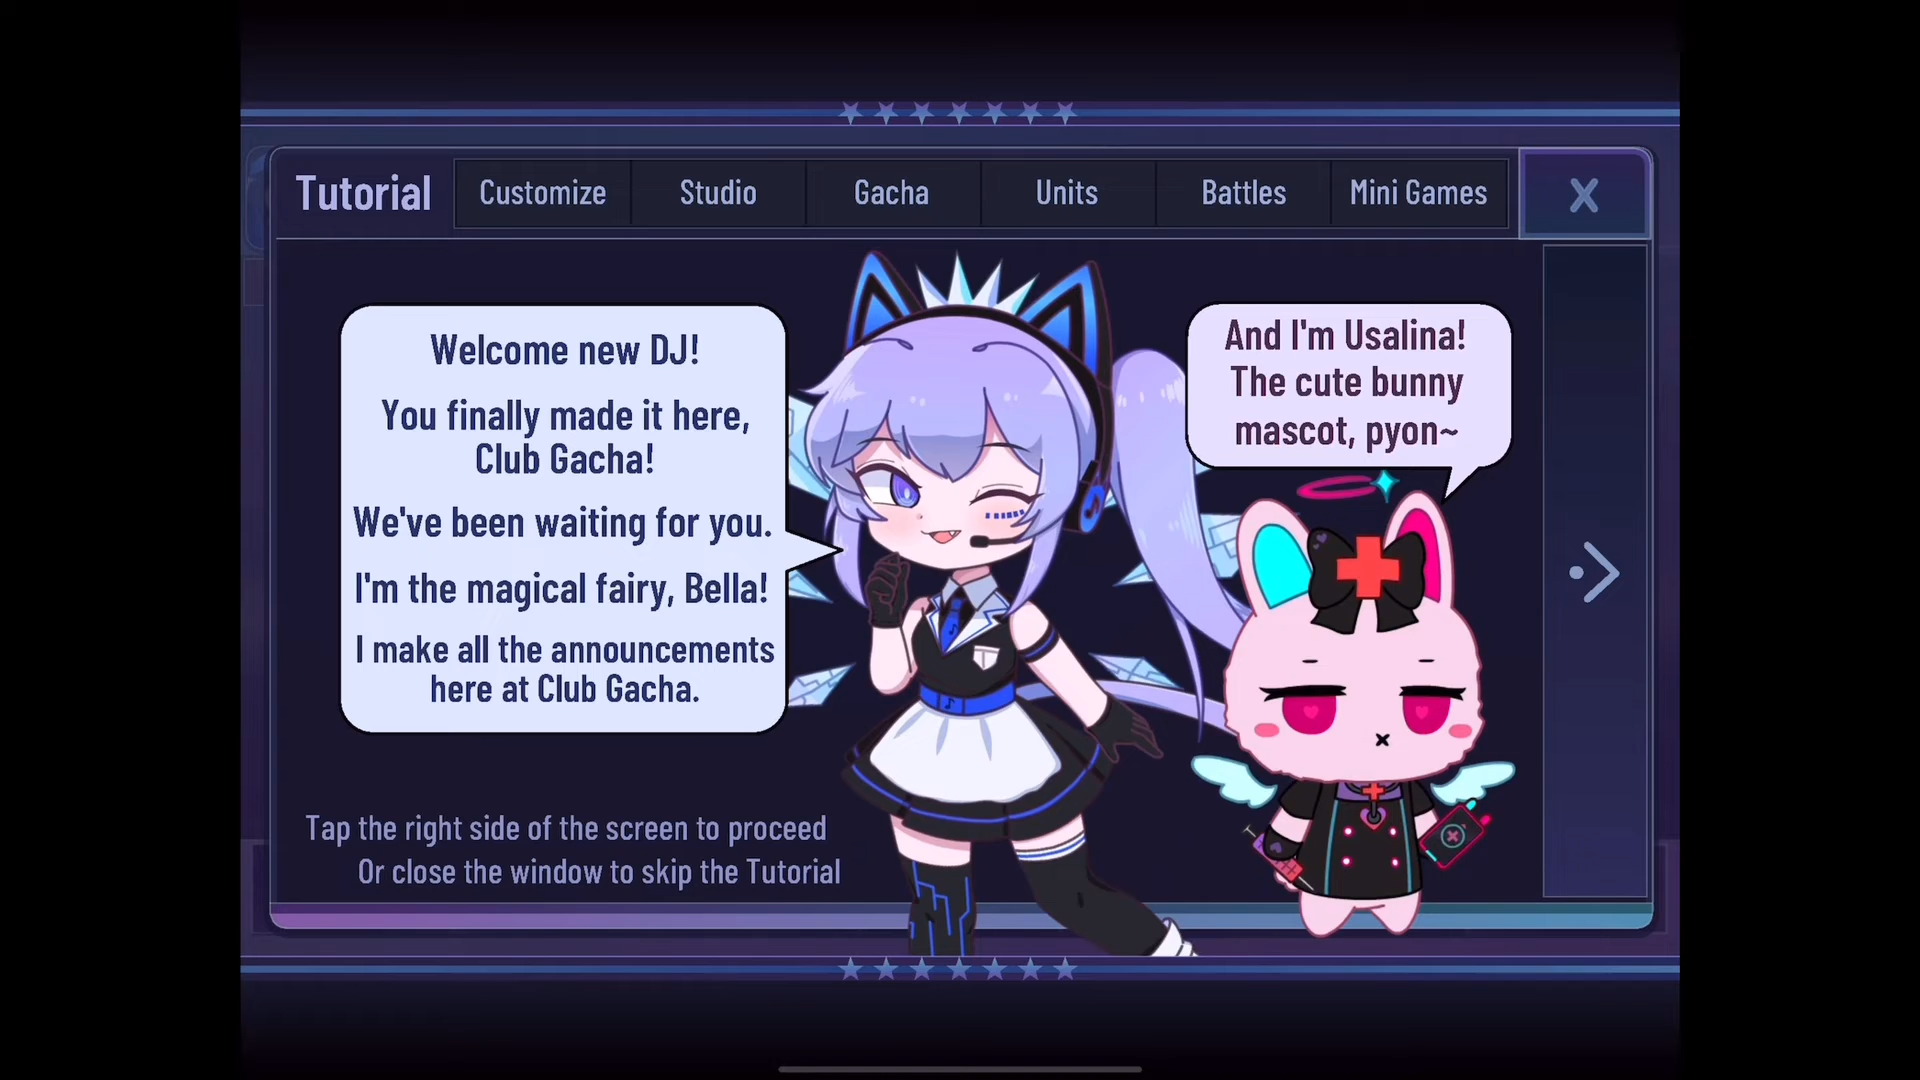 Tutorial
Customize
Studio
Gacha
Units
Battles
Mini Games
X
Welcome new DJ!
You finally made it here,
Club Gacha!
We've been waiting for you.
I'm the magical fairy, Bella!
I make all the announcements
here at Club Gacha.
And I'm Usalina!
The cute bunny
mascot, pyon~
Tap the right side of the screen to proceed
Or close the window to skip the Tutorial